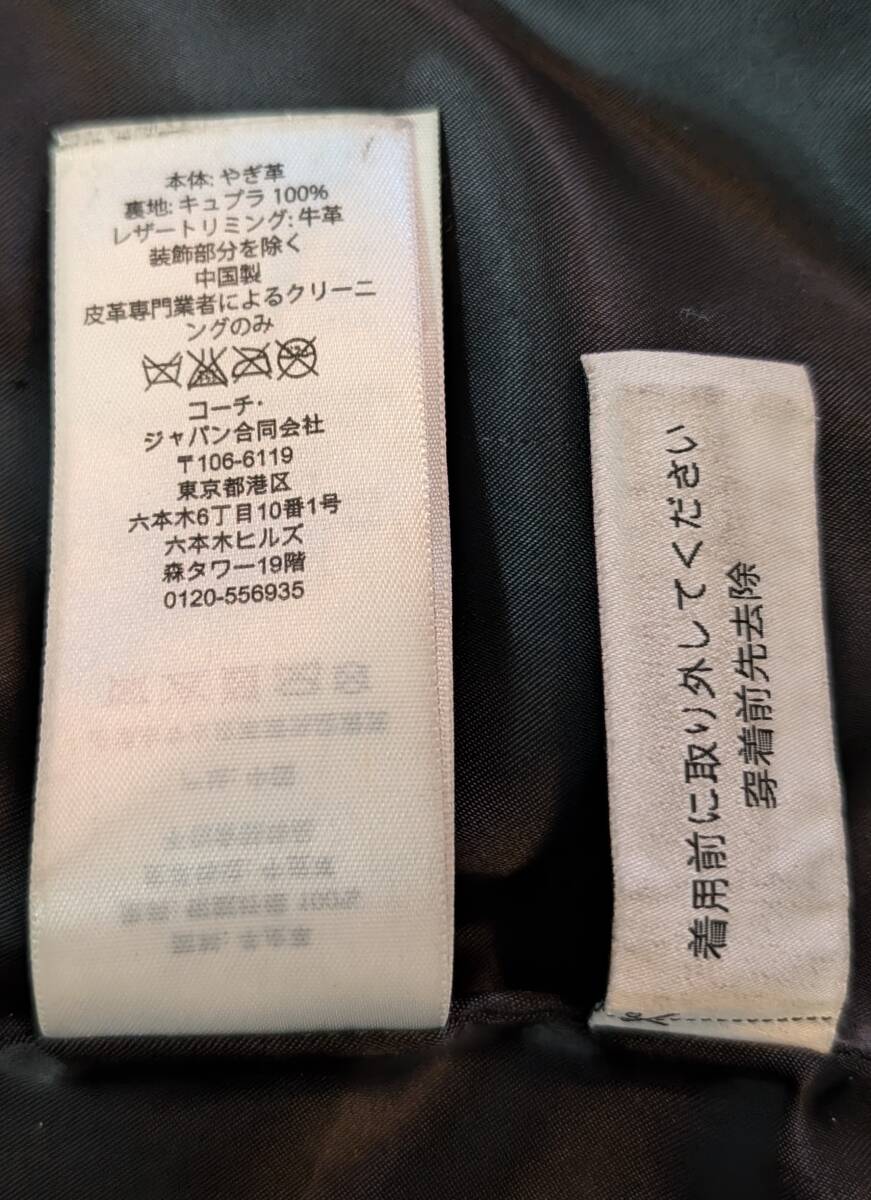 本体: やぎ革
裏地: キュプラ 100%
レザートリミング: 牛革
装飾部分を除く
中国製
皮革専門業者によるクリーニ
ングのみ
コーチ・
ジャパン合同会社
〒106-6119
東京都港区
六本木6丁目10番1号
六本木ヒルズ
森タワー19階
0120-556935
着用前に取り外してください
穿着前先去除